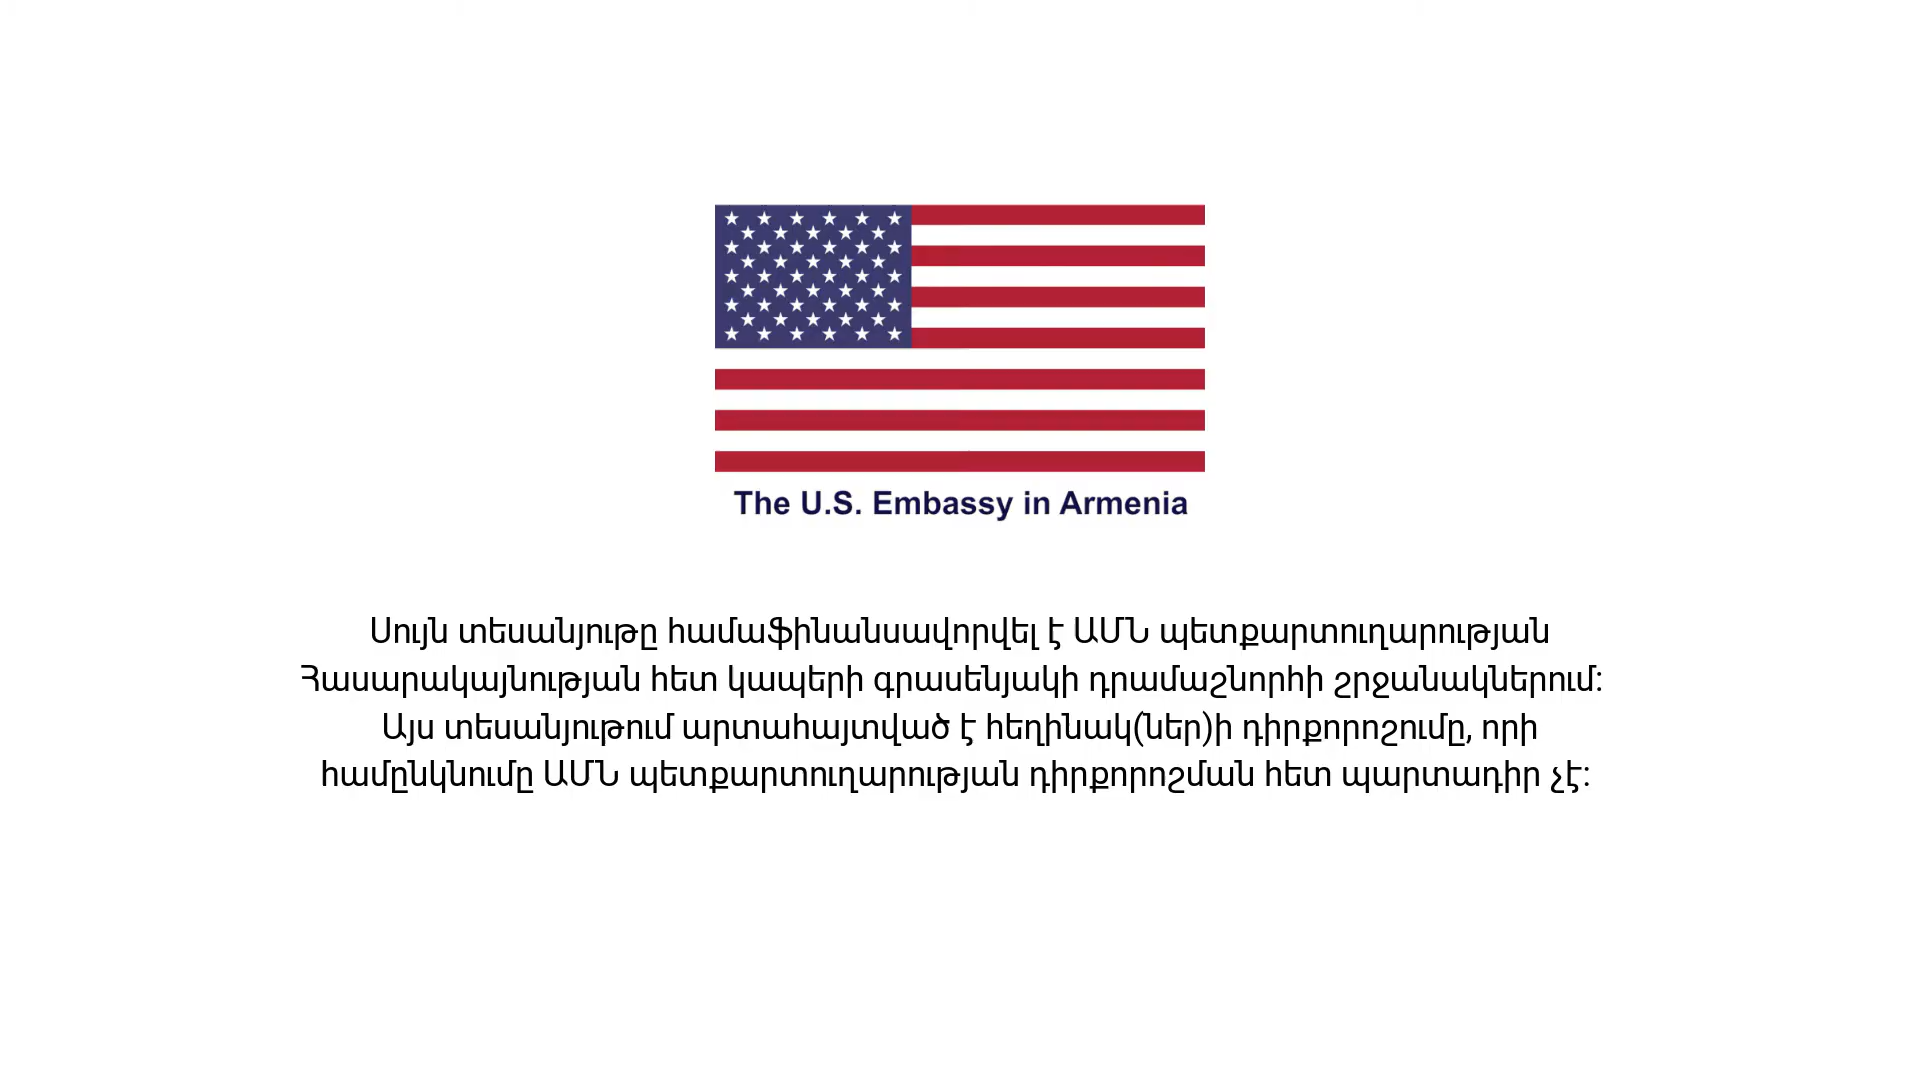 The U.S. Embassy in Armenia
Սույն տեսանյութը համաֆինանսավորվել է ԱՄՆ պետքարտուղարության
Հասարակայնության հետ կապերի գրասենյակի դրամաշնորհի շրջանակներում:
Այս տեսանյութում արտահայտված է հեղինակ(ներ)ի դիրքորոշումը, որի
համընկնումը ԱՄՆ պետքարտուղարության դիրքորոշման հետ պարտադիր չէ: